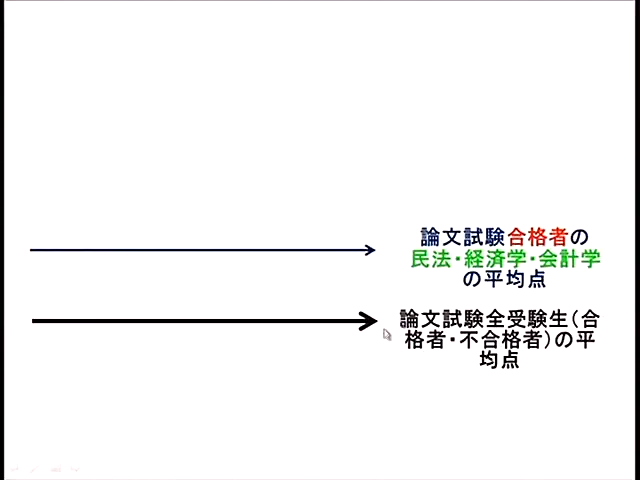 論文試験合格者の
民法・経済学・会計学
の平均点
論文試験全受験生（合
格者・不合格者）の平
均点